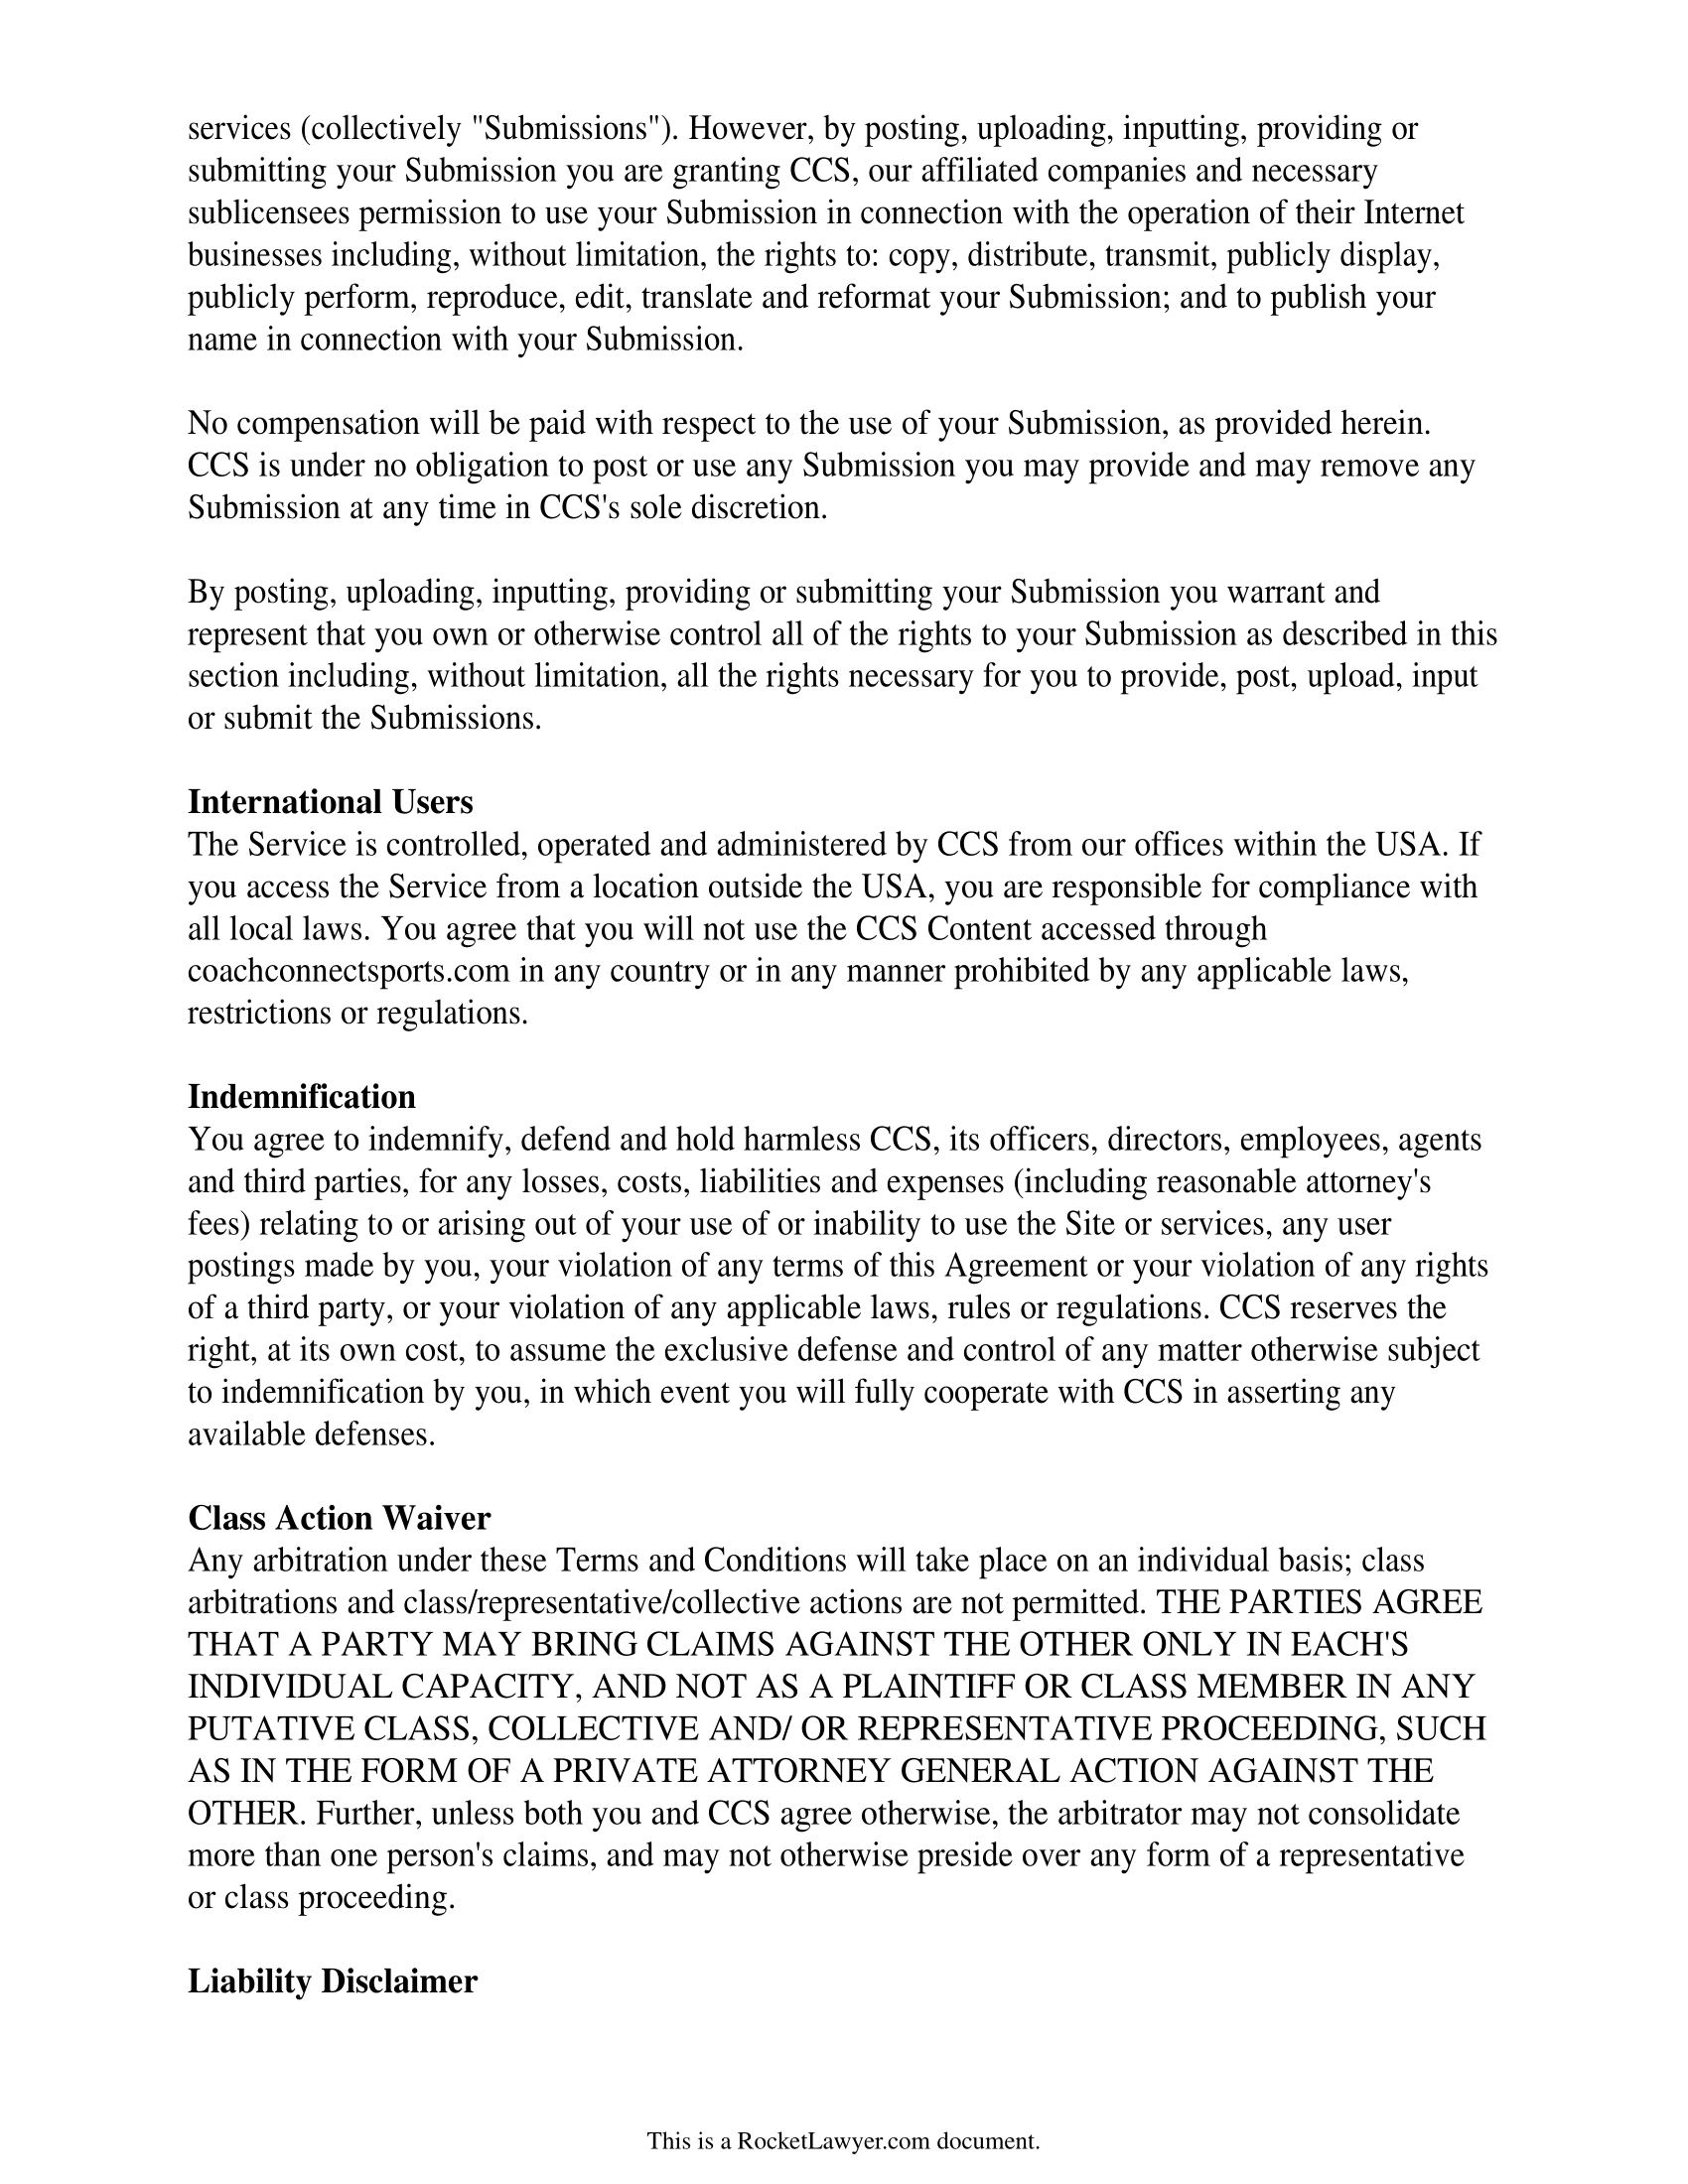 services (collectively "Submissions"). However, by posting, uploading, inputting, providing or
submitting your Submission you are granting CCS, our affiliated companies and necessary
sublicensees permission to use your Submission in connection with the operation of their Internet
businesses including, without limitation, the rights to: copy, distribute, transmit, publicly display,
publicly perform, reproduce, edit, translate and reformat your Submission; and to publish your
name in connection with your Submission.
No compensation will be paid with respect to the use of your Submission, as provided herein.
CCS is under no obligation to post or use any Submission you may provide and may remove any
Submission at any time in CCS's sole discretion.
By posting, uploading, inputting, providing or submitting your Submission you warrant and
represent that you own or otherwise control all of the rights to your Submission as described in this
section including, without limitation, all the rights necessary for you to provide, post, upload, input
or submit the Submissions.
International Users
The Service is controlled, operated and administered by CCS from our offices within the USA. If
you access the Service from a location outside the USA, you are responsible for compliance with
all local laws. You agree that you will not use the CCS Content accessed through
coachconnectsports.com in any country or in any manner prohibited by any applicable laws,
restrictions or regulations.
Indemnification
You agree to indemnify, defend and hold harmless CCS, its officers, directors, employees, agents
and third parties, for any losses, costs, liabilities and expenses (including reasonable attorney's
fees) relating to or arising out of your use of or inability to use the Site or services, any user
postings made by you, your violation of any terms of this Agreement or your violation of any rights
of a third party, or your violation of any applicable laws, rules or regulations. CCS reserves the
right, at its own cost, to assume the exclusive defense and control of any matter otherwise subject
to indemnification by you, in which event you will fully cooperate with CCS in asserting any
available defenses.
Class Action Waiver
Any arbitration under these Terms and Conditions will take place on an individual basis; class
arbitrations and class/representative/collective actions are not permitted. THE PARTIES AGREE
THAT A PARTY MAY BRING CLAIMS AGAINST THE OTHER ONLY IN EACH'S
INDIVIDUAL CAPACITY, AND NOT AS A PLAINTIFF OR CLASS MEMBER IN ANY
PUTATIVE CLASS, COLLECTIVE AND/ OR REPRESENTATIVE PROCEEDING, SUCH
AS IN THE FORM OF A PRIVATE ATTORNEY GENERAL ACTION AGAINST THE
OTHER. Further, unless both you and CCS agree otherwise, the arbitrator may not consolidate
more than one person's claims, and may not otherwise preside over any form of a representative
or class proceeding.
Liability Disclaimer
This is a RocketLawyer.com document.